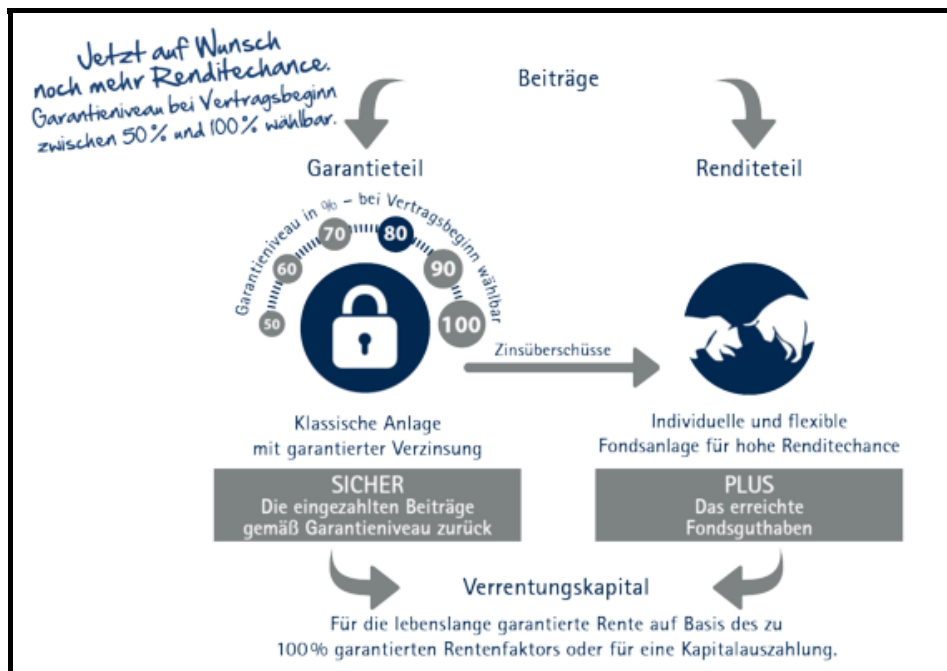 Jetzt auf Wunsch
noch mehr Renditechance.
Garantieniveau bei Vertragsbeginn
zwischen 50% und 100% wählbar.
Beiträge
Garantieteil
Renditeteil
Garantieniveau in % – bei Vertragsbeginn wählbar
50
60
70
80
90
100
Zinsüberschüsse
Klassische Anlage
mit garantierter Verzinsung
Individuelle und flexible
Fondsanlage für hohe Renditechance
SICHER
Die eingezahlten Beiträge
gemäß Garantieniveau zurück
PLUS
Das erreichte
Fondsguthaben
Verrentungskapital
Für die lebenslange garantierte Rente auf Basis des zu
100% garantierten Rentenfaktors oder für eine Kapitalauszahlung.